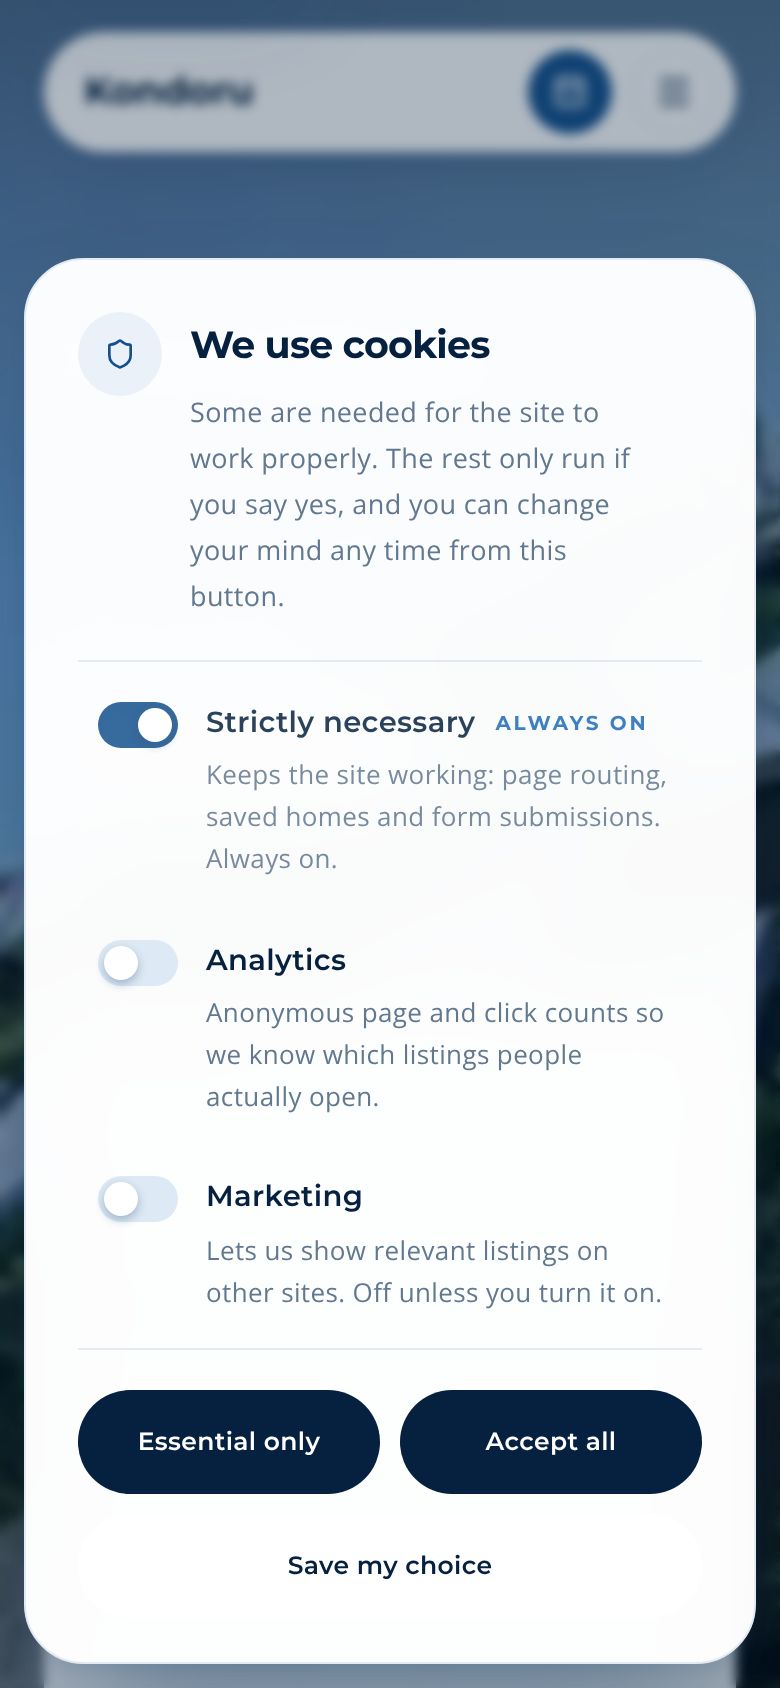 Kondoru
We use cookies
Some are needed for the site to
work properly. The rest only run if
you say yes, and you can change
your mind any time from this
button.
Strictly necessary ALWAYS ON
Keeps the site working: page routing,
saved homes and form submissions.
Always on.
Analytics
Anonymous page and click counts so
we know which listings people
actually open.
Marketing
Lets us show relevant listings on
other sites. Off unless you turn it on.
Essential only Accept all
Save my choice